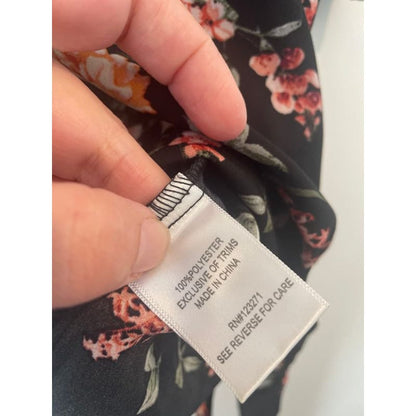 100%POLYESTER
EXCLUSIVE OF TRIMS
MADE IN CHINA
RN#123271
SEE REVERSE FOR CARE